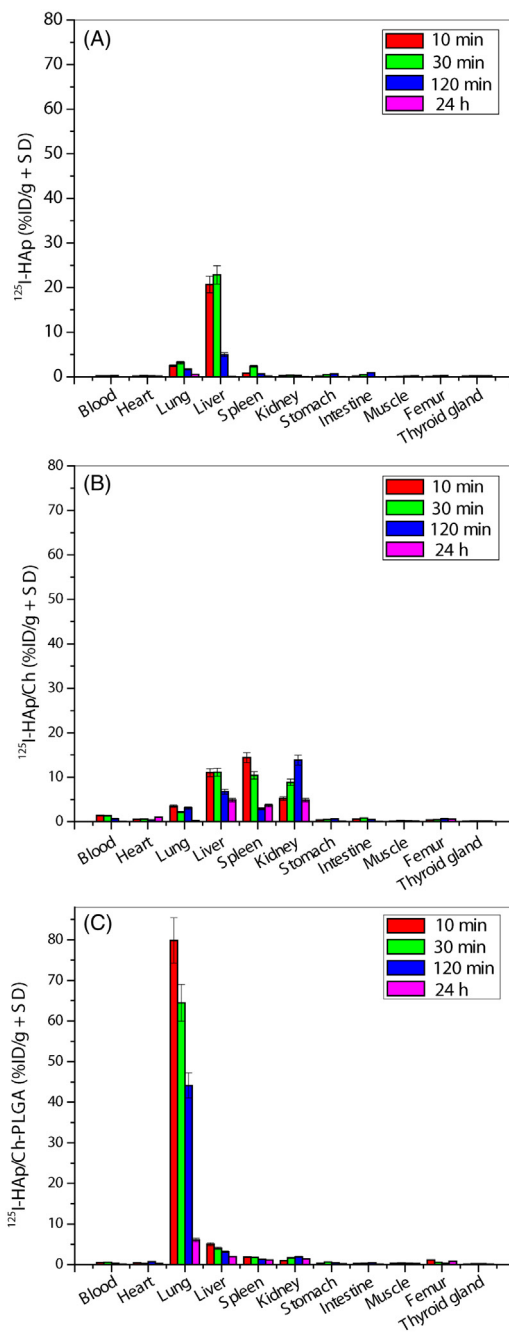 (A)
10 min
30 min
120 min
24 h
80
70
60
50
40
30
20
10
0
¹²⁵I-HAp (%ID/g + SD)
Blood
Heart
Lung
Liver
Spleen
Kidney
Stomach
Intestine
Muscle
Femur
Thyroid gland
(B)
10 min
30 min
120 min
24 h
80
70
60
50
40
30
20
10
0
¹²⁵I-HAp/Ch (%ID/g + SD)
Blood
Heart
Lung
Liver
Spleen
Kidney
Stomach
Intestine
Muscle
Femur
Thyroid gland
(C)
10 min
30 min
120 min
24 h
80
70
60
50
40
30
20
10
0
¹²⁵I-HAp/Ch-PLGA (%ID/g + SD)
Blood
Heart
Lung
Liver
Spleen
Kidney
Stomach
Intestine
Muscle
Femur
Thyroid gland